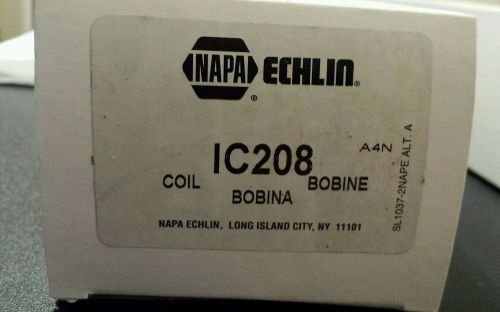 NAPA ECHLIN®
®
IC208
A4N
COIL BOBINE
BOBINA
NAPA ECHLIN, LONG ISLAND CITY, NY 11101
SL1037-2NAPE ALT. A